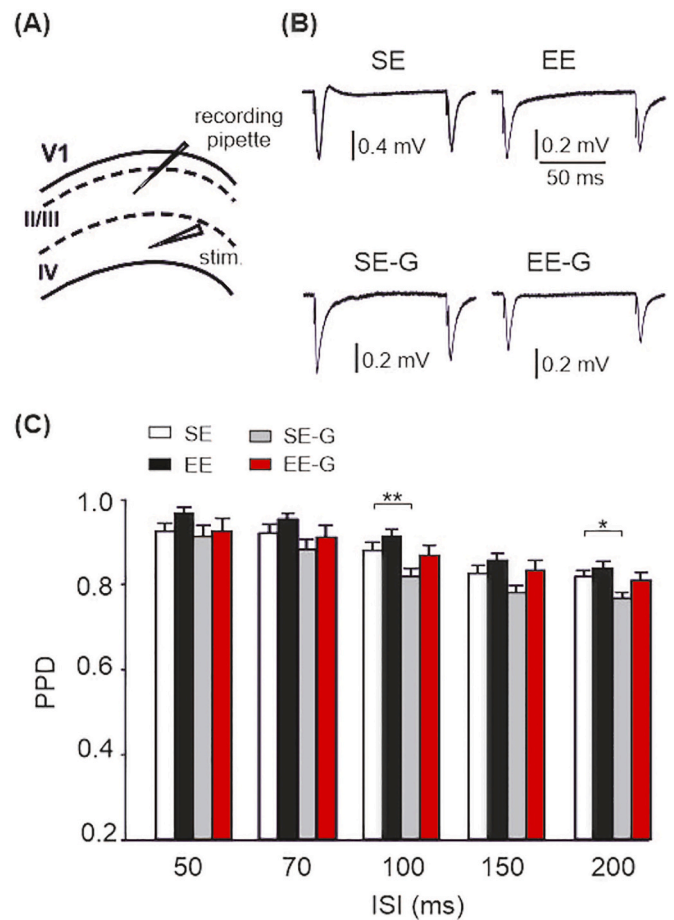 (A)
recording
pipette
V1
II/III
IV
stim.
(B)
SE
EE
0.4 mV
0.2 mV
50 ms
SE-G
EE-G
0.2 mV
0.2 mV
(C)
SE
SE-G
EE
EE-G
1.0
0.8
0.6
0.4
0.2
PPD
**
*
50 70 100 150 200
ISI (ms)